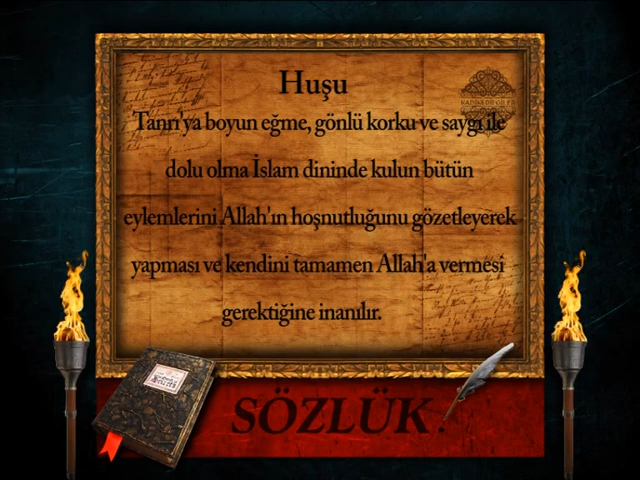 Huşu
Tanrı'ya boyun eğme, gönlü korku ve saygı ile
dolu olma İslam dininde kulun bütün
eylemlerini Allah'ın hoşnutluğunu gözetleyerek
yapması ve kendini tamamen Allah'a vermesi
gerektiğine inanılır.
SÖZLÜK